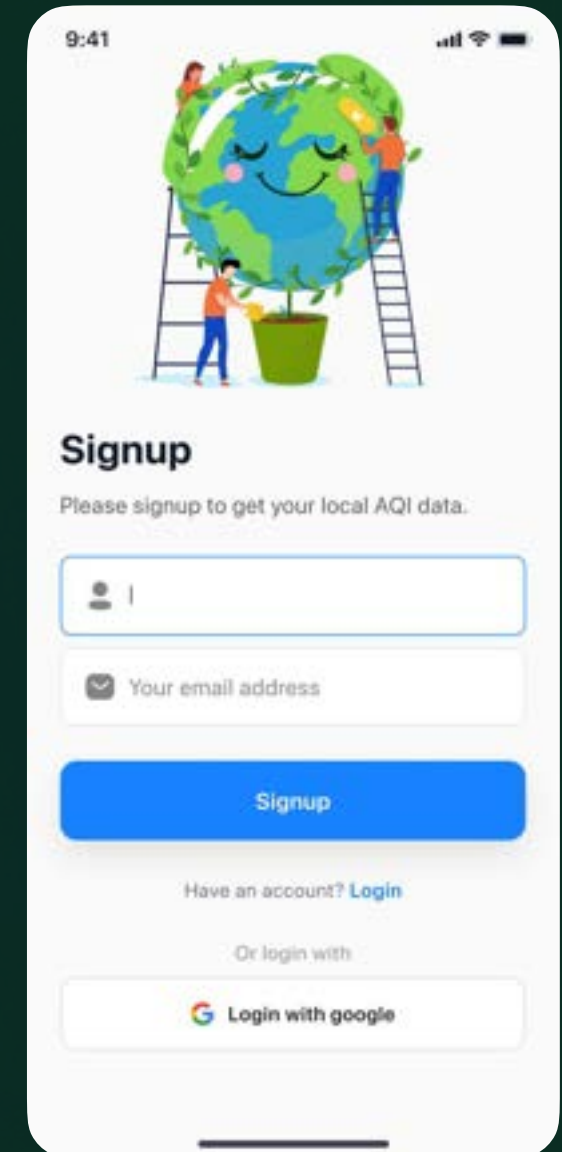 9:41
Signup
Please signup to get your local AQI data.
Your email address
Signup
Have an account? Login
Or login with
Login with google